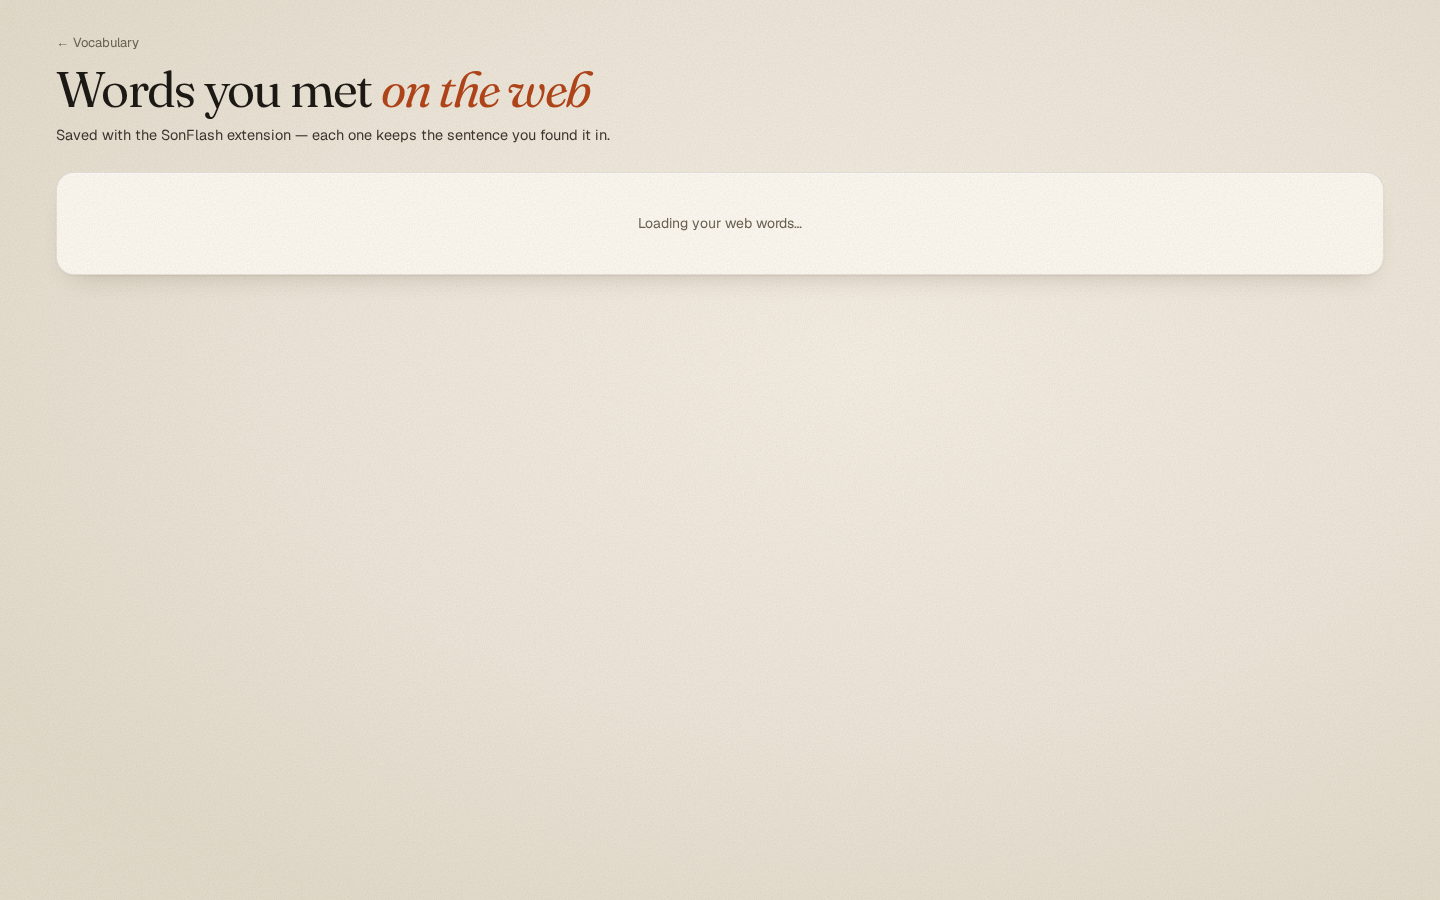 ← Vocabulary
Words you met on the web
Saved with the SonFlash extension — each one keeps the sentence you found it in.
Loading your web words…